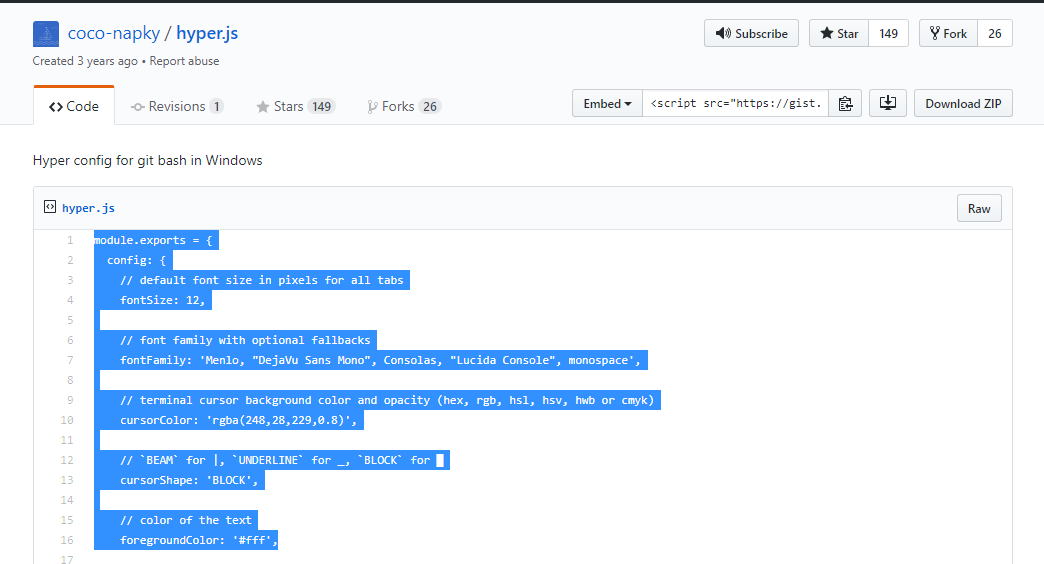 coco-napky / hyper.js
Subscribe
Star 149
Fork 26
Created 3 years ago • Report abuse
Code
Revisions 1
Stars 149
Forks 26
Embed
<script src="https://gist.
Download ZIP
Hyper config for git bash in Windows
hyper.js
Raw
1 module.exports = {
2   config: {
3     // default font size in pixels for all tabs
4     fontSize: 12,
5
6     // font family with optional fallbacks
7     fontFamily: 'Menlo, "DejaVu Sans Mono", Consolas, "Lucida Console", monospace',
8
9     // terminal cursor background color and opacity (hex, rgb, hsl, hsv, hwb or cmyk)
10     cursorColor: 'rgba(248,28,229,0.8)',
11
12     // `BEAM` for |, `UNDERLINE` for _, `BLOCK` for █
13     cursorShape: 'BLOCK',
14
15     // color of the text
16     foregroundColor: '#fff',
17